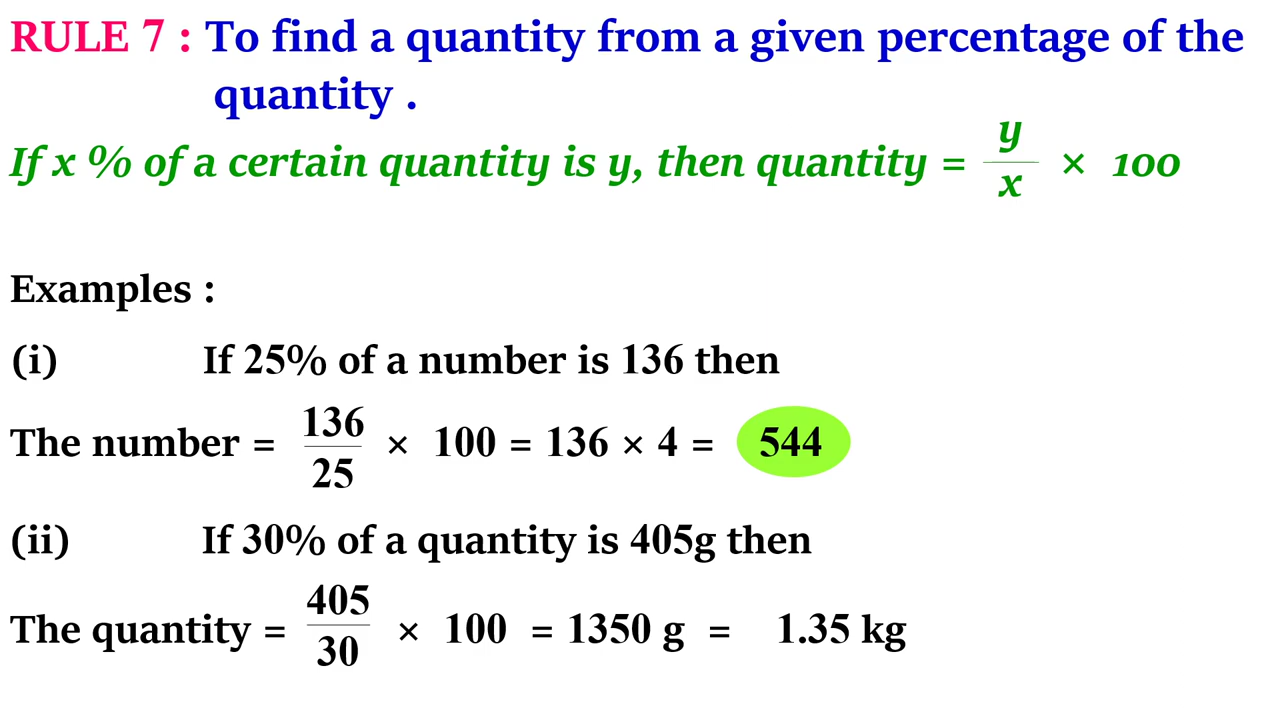 RULE 7 : To find a quantity from a given percentage of the
quantity .
If x % of a certain quantity is y, then quantity = y/x × 100
Examples :
(i) If 25% of a number is 136 then
The number = 136/25 × 100 = 136 × 4 = 544
(ii) If 30% of a quantity is 405g then
The quantity = 405/30 × 100 = 1350 g = 1.35 kg